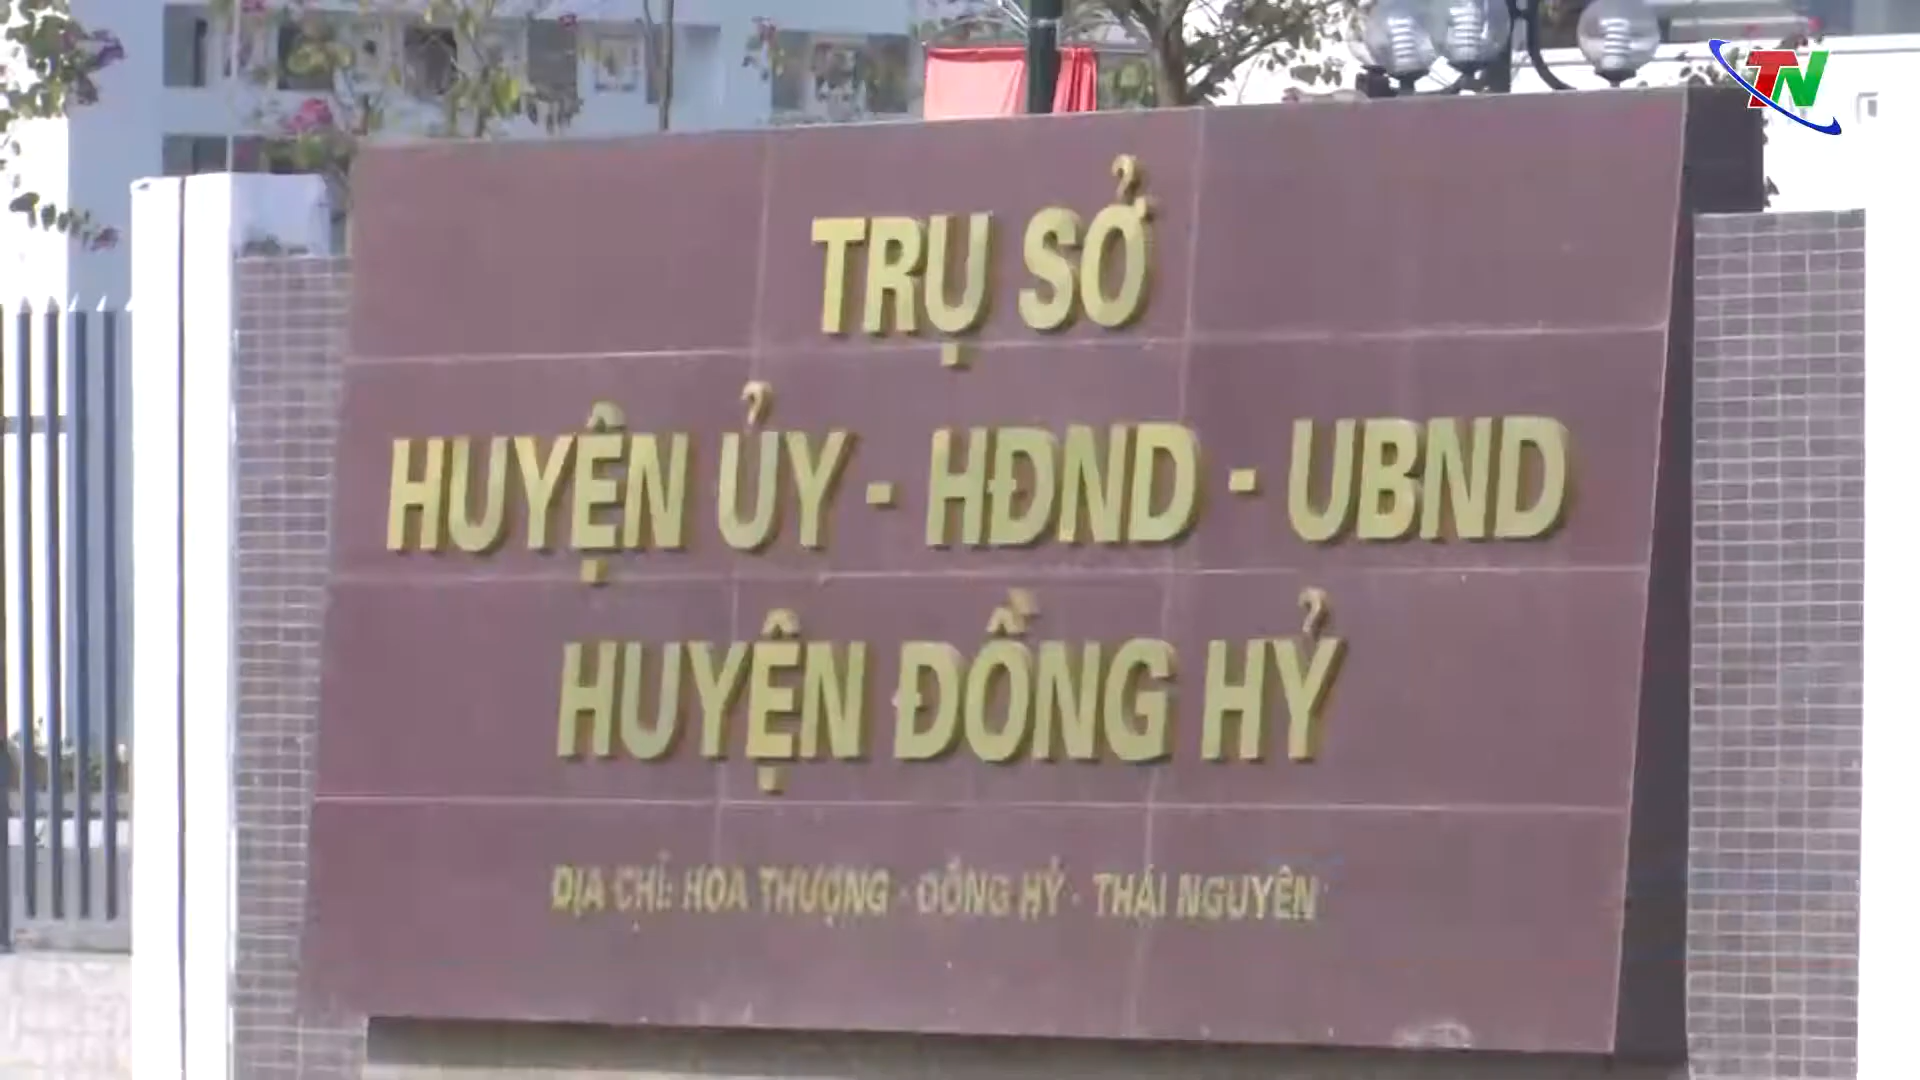 TN
TRỤ SỞ
HUYỆN ỦY - HĐND - UBND
HUYỆN ĐỒNG HỶ
ĐỊA CHỈ: HOA THƯỢNG - ĐỒNG HỶ - THÁI NGUYÊN